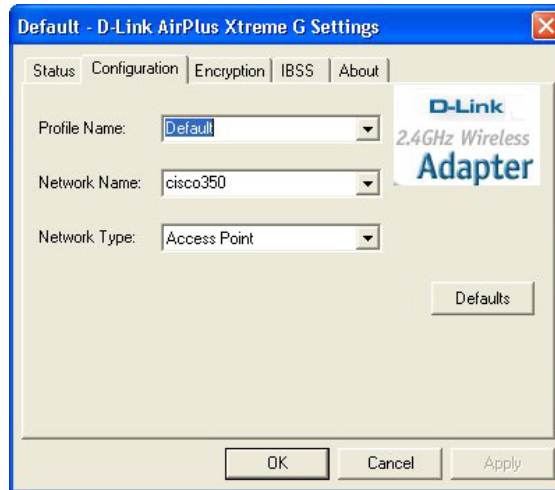 Default - D-Link AirPlus Xtreme G Settings
Status Configuration Encryption IBSS About
D-Link
2.4GHz Wireless
Adapter
Profile Name: Default
Network Name: cisco350
Network Type: Access Point
Defaults
OK Cancel Apply